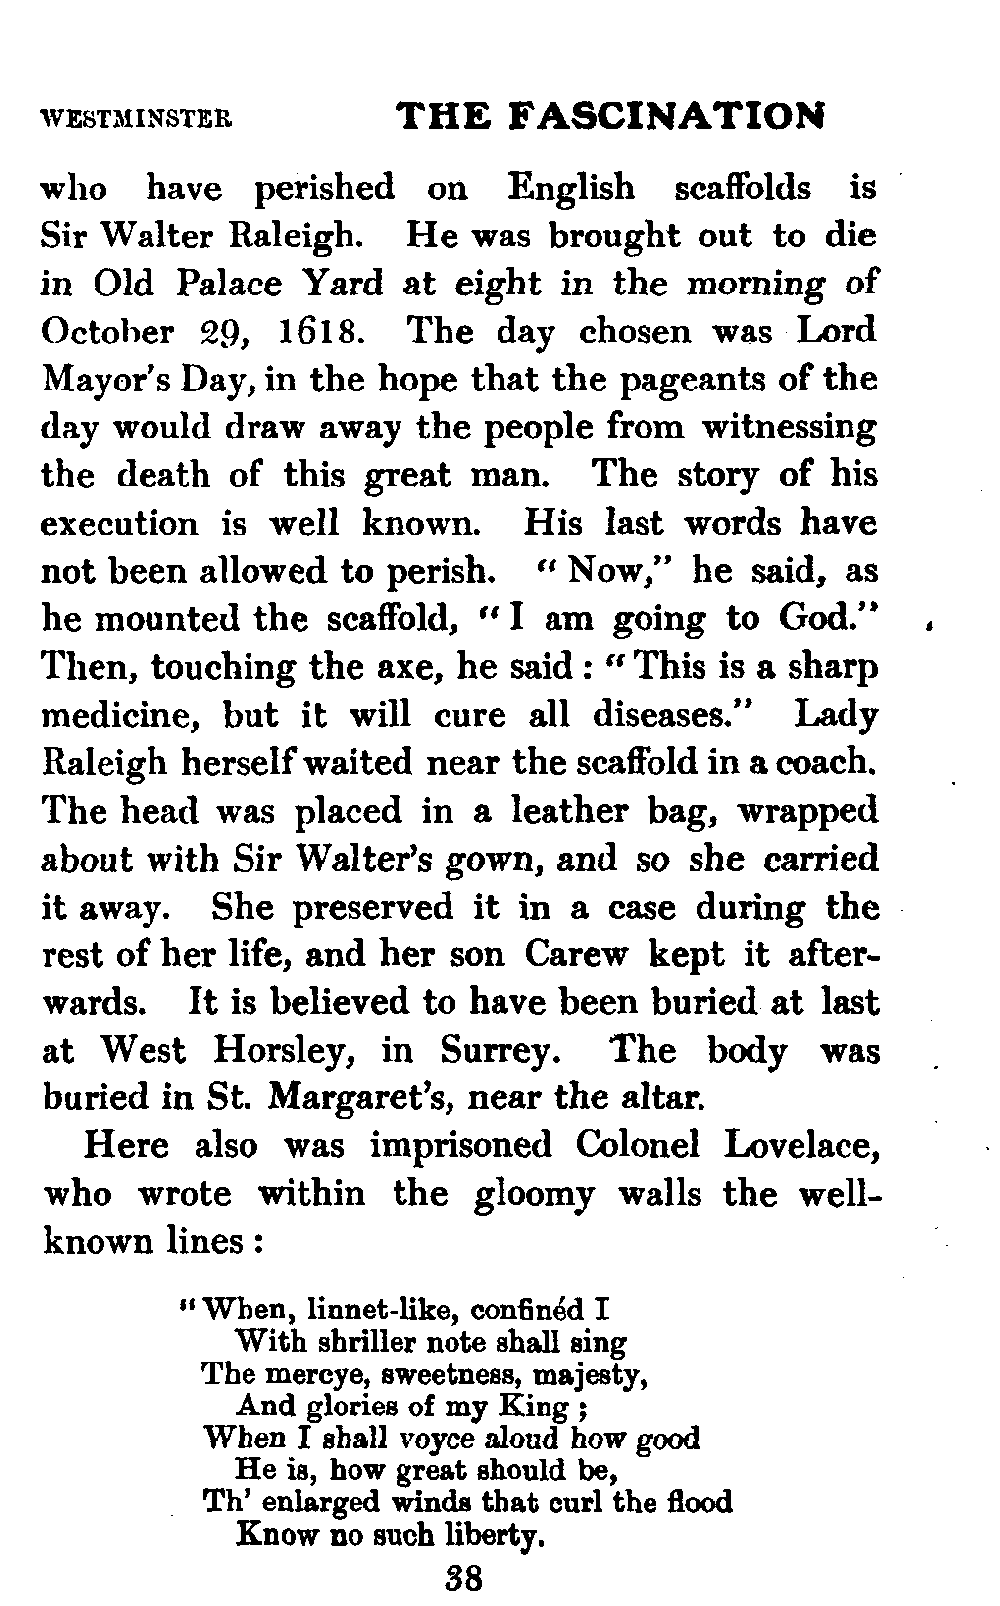 WESTMINSTER THE FASCINATION
who have perished on English scaffolds is
Sir Walter Raleigh. He was brought out to die
in Old Palace Yard at eight in the morning of
October 29, 1618. The day chosen was Lord
Mayor's Day, in the hope that the pageants of the
day would draw away the people from witnessing
the death of this great man. The story of his
execution is well known. His last words have
not been allowed to perish. "Now," he said, as
he mounted the scaffold, "I am going to God."
Then, touching the axe, he said: "This is a sharp
medicine, but it will cure all diseases." Lady
Raleigh herself waited near the scaffold in a coach.
The head was placed in a leather bag, wrapped
about with Sir Walter's gown, and so she carried
it away. She preserved it in a case during the
rest of her life, and her son Carew kept it after-
wards. It is believed to have been buried at last
at West Horsley, in Surrey. The body was
buried in St. Margaret's, near the altar.
Here also was imprisoned Colonel Lovelace,
who wrote within the gloomy walls the well-
known lines:
"When, linnet-like, confinéd I
With shriller note shall sing
The mercye, sweetness, majesty,
And glories of my King;
When I shall voyce aloud how good
He is, how great should be,
Th' enlarged winds that curl the flood
Know no such liberty.
38